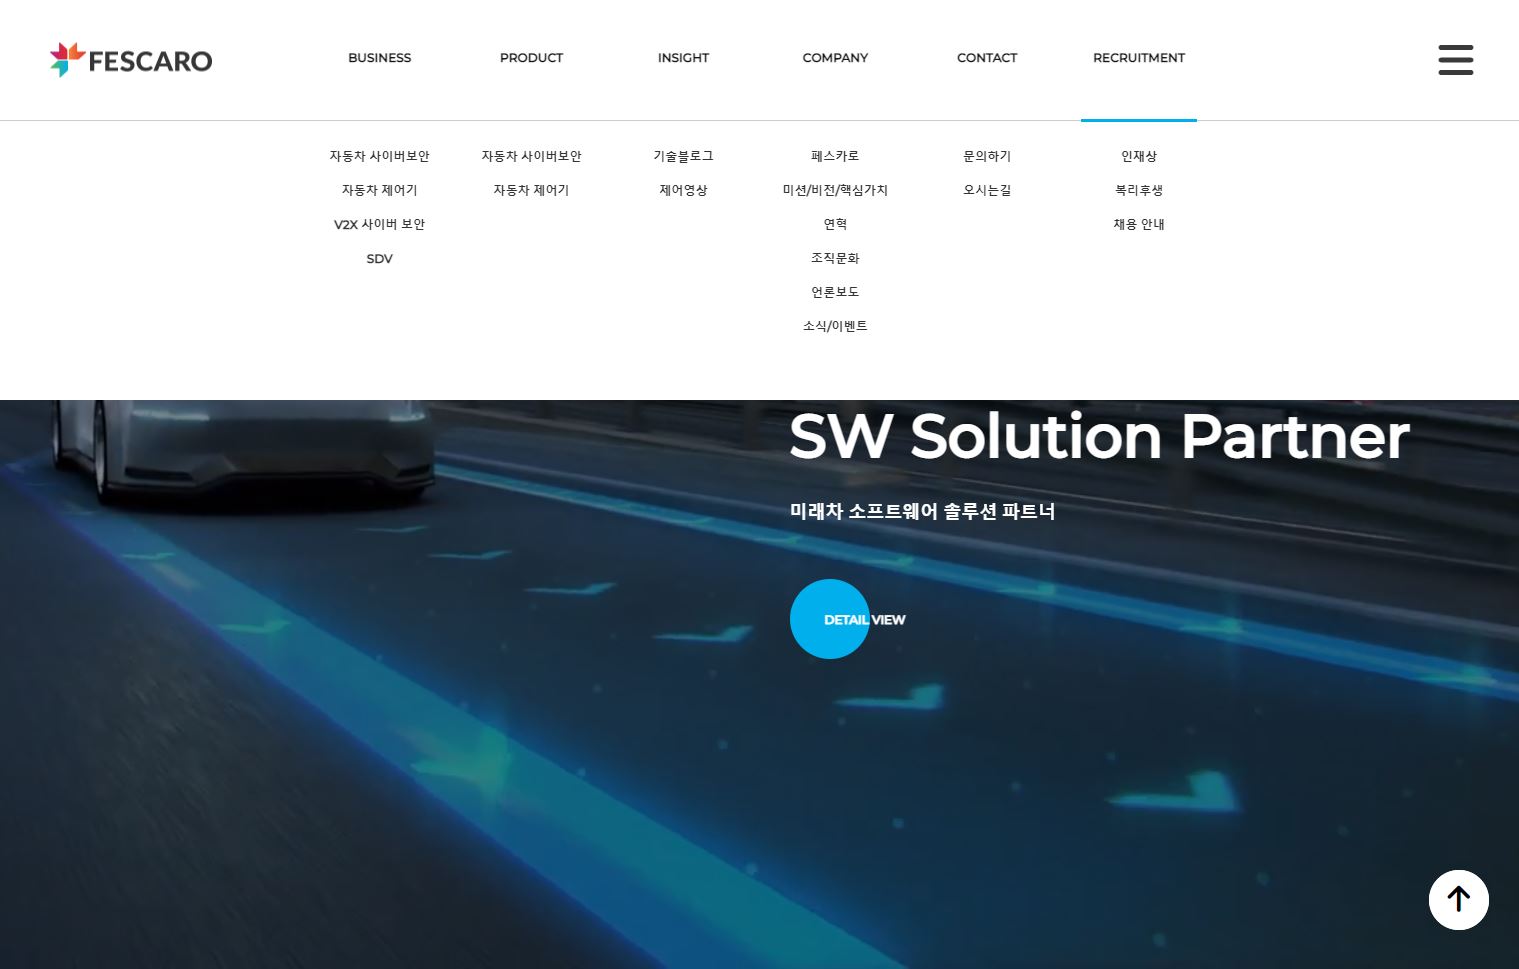 FESCARO
BUSINESS PRODUCT INSIGHT COMPANY CONTACT RECRUITMENT
자동차 사이버보안 자동차 사이버보안 기술블로그 페스카로 문의하기 인재상
자동차 제어기 자동차 제어기 제어영상 미션/비전/핵심가치 오시는길 복리후생
V2X 사이버 보안 연혁 채용 안내
SDV 조직문화
언론보도
소식/이벤트
SW Solution Partner
미래차 소프트웨어 솔루션 파트너
DETAIL VIEW